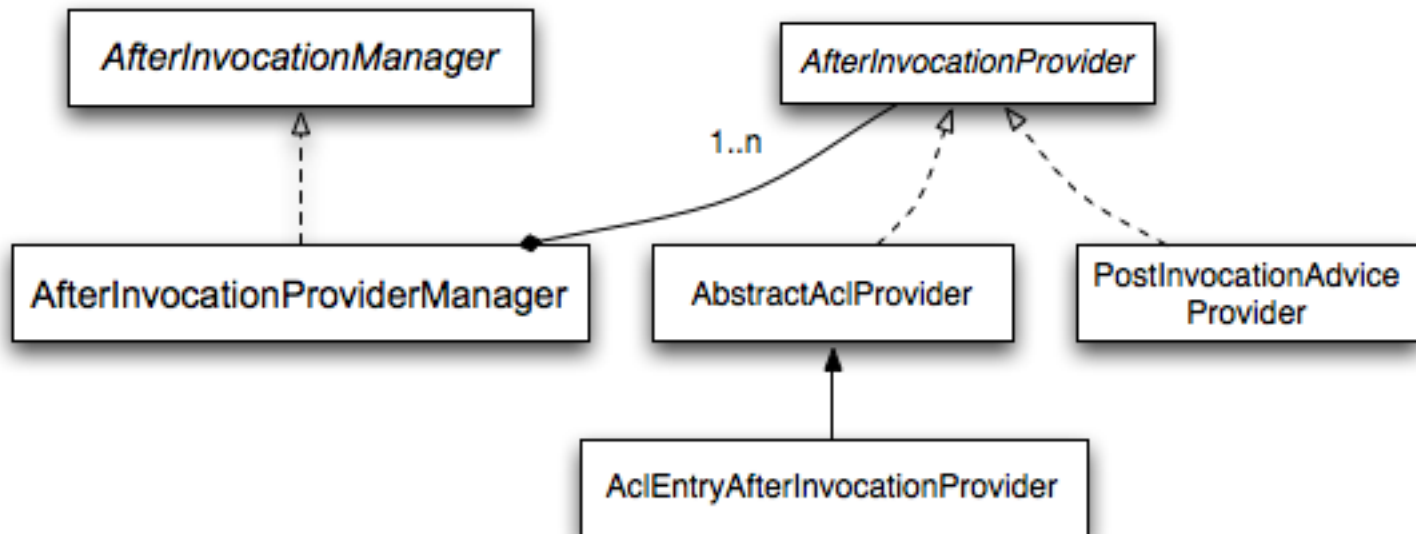 AfterInvocationManager
AfterInvocationProvider
1..n
AfterInvocationProviderManager
AbstractAclProvider
PostInvocationAdvice
Provider
AclEntryAfterInvocationProvider